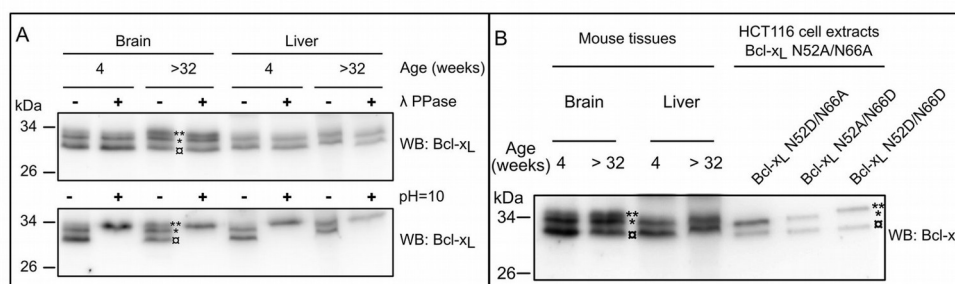 A
Brain Liver
4 >32 4 >32 Age (weeks)
- + - + - + - + λ PPase
kDa
34
** * ¤
WB: Bcl-xL
26
- + - + - + - + pH=10
34
** * ¤
WB: Bcl-xL
26
B
Mouse tissues
HCT116 cell extracts
Bcl-xL N52A/N66A
Brain Liver
Age (weeks) 4 > 32 4 > 32
Bcl-xL N52D/N66A
Bcl-xL N52A/N66D
Bcl-xL N52D/N66D
kDa
34
** * ¤
** * ¤
WB: Bcl-x
26